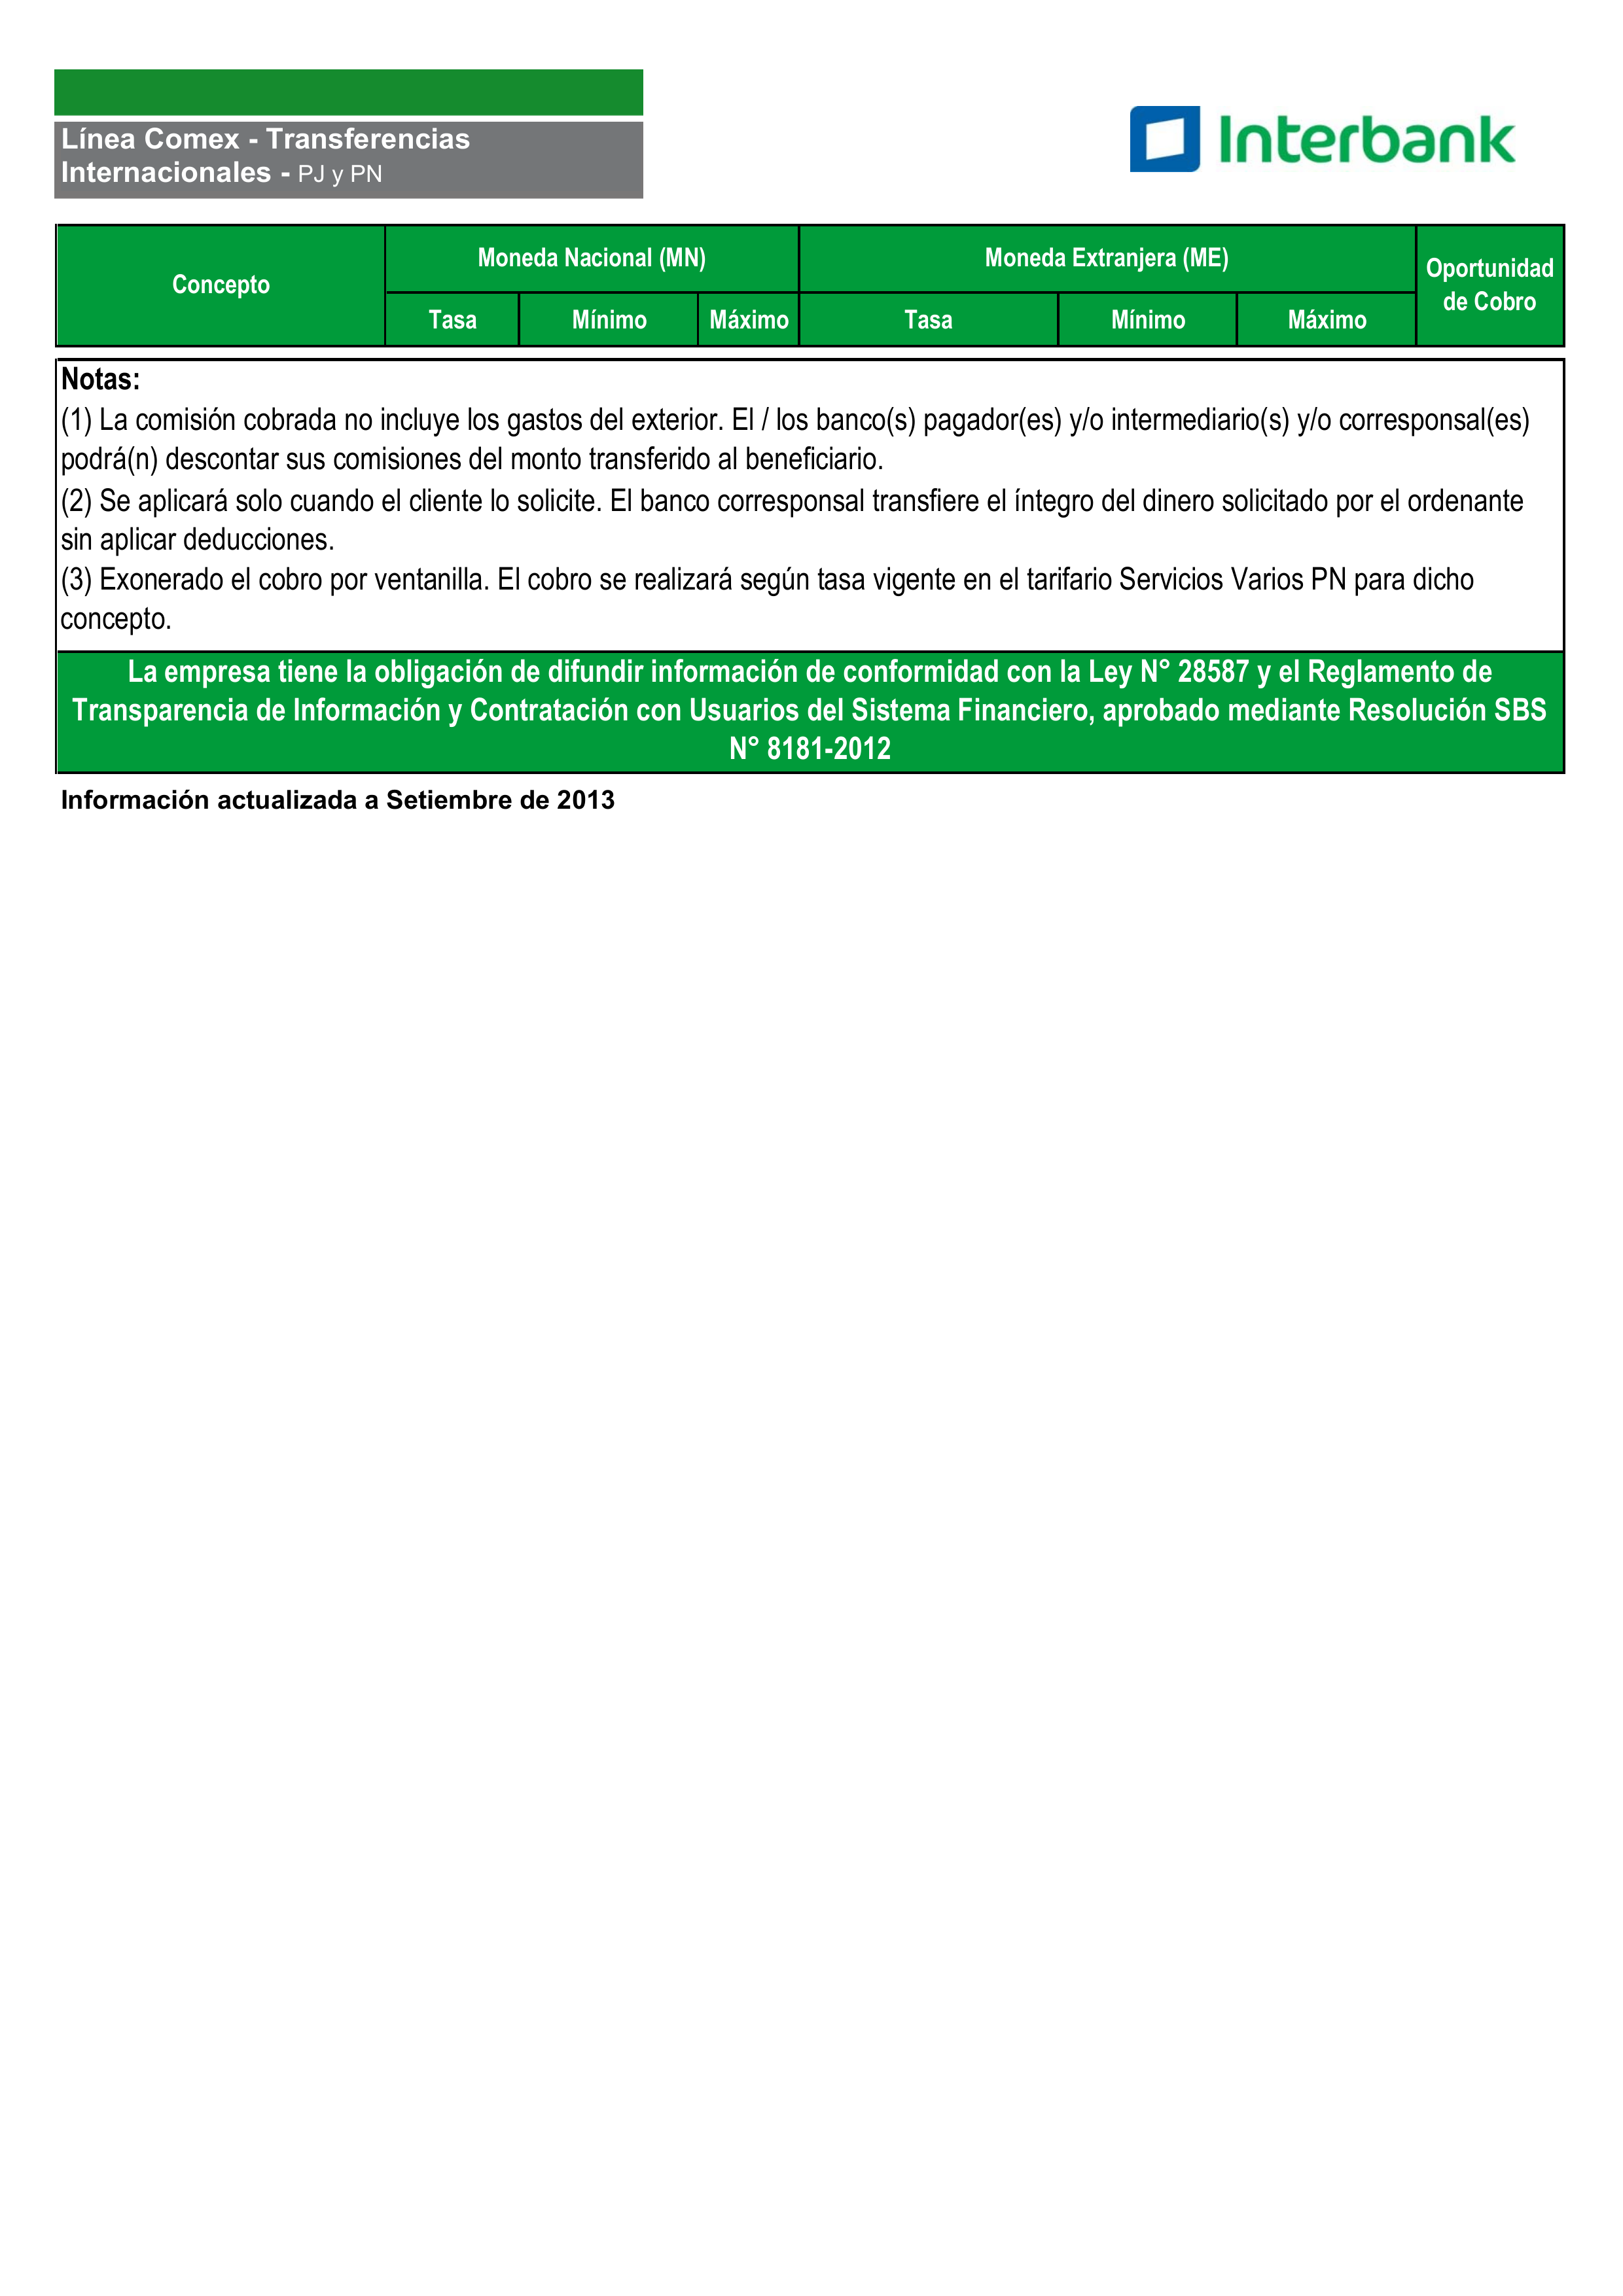 Línea Comex - Transferencias
Internacionales - PJ y PN
Interbank
Concepto
Moneda Nacional (MN)
Moneda Extranjera (ME)
Oportunidad
de Cobro
Tasa
Mínimo
Máximo
Tasa
Mínimo
Máximo
Notas:
(1) La comisión cobrada no incluye los gastos del exterior. El / los banco(s) pagador(es) y/o intermediario(s) y/o corresponsal(es)
podrá(n) descontar sus comisiones del monto transferido al beneficiario.
(2) Se aplicará solo cuando el cliente lo solicite. El banco corresponsal transfiere el íntegro del dinero solicitado por el ordenante
sin aplicar deducciones.
(3) Exonerado el cobro por ventanilla. El cobro se realizará según tasa vigente en el tarifario Servicios Varios PN para dicho
concepto.
La empresa tiene la obligación de difundir información de conformidad con la Ley N° 28587 y el Reglamento de
Transparencia de Información y Contratación con Usuarios del Sistema Financiero, aprobado mediante Resolución SBS
N° 8181-2012
Información actualizada a Setiembre de 2013